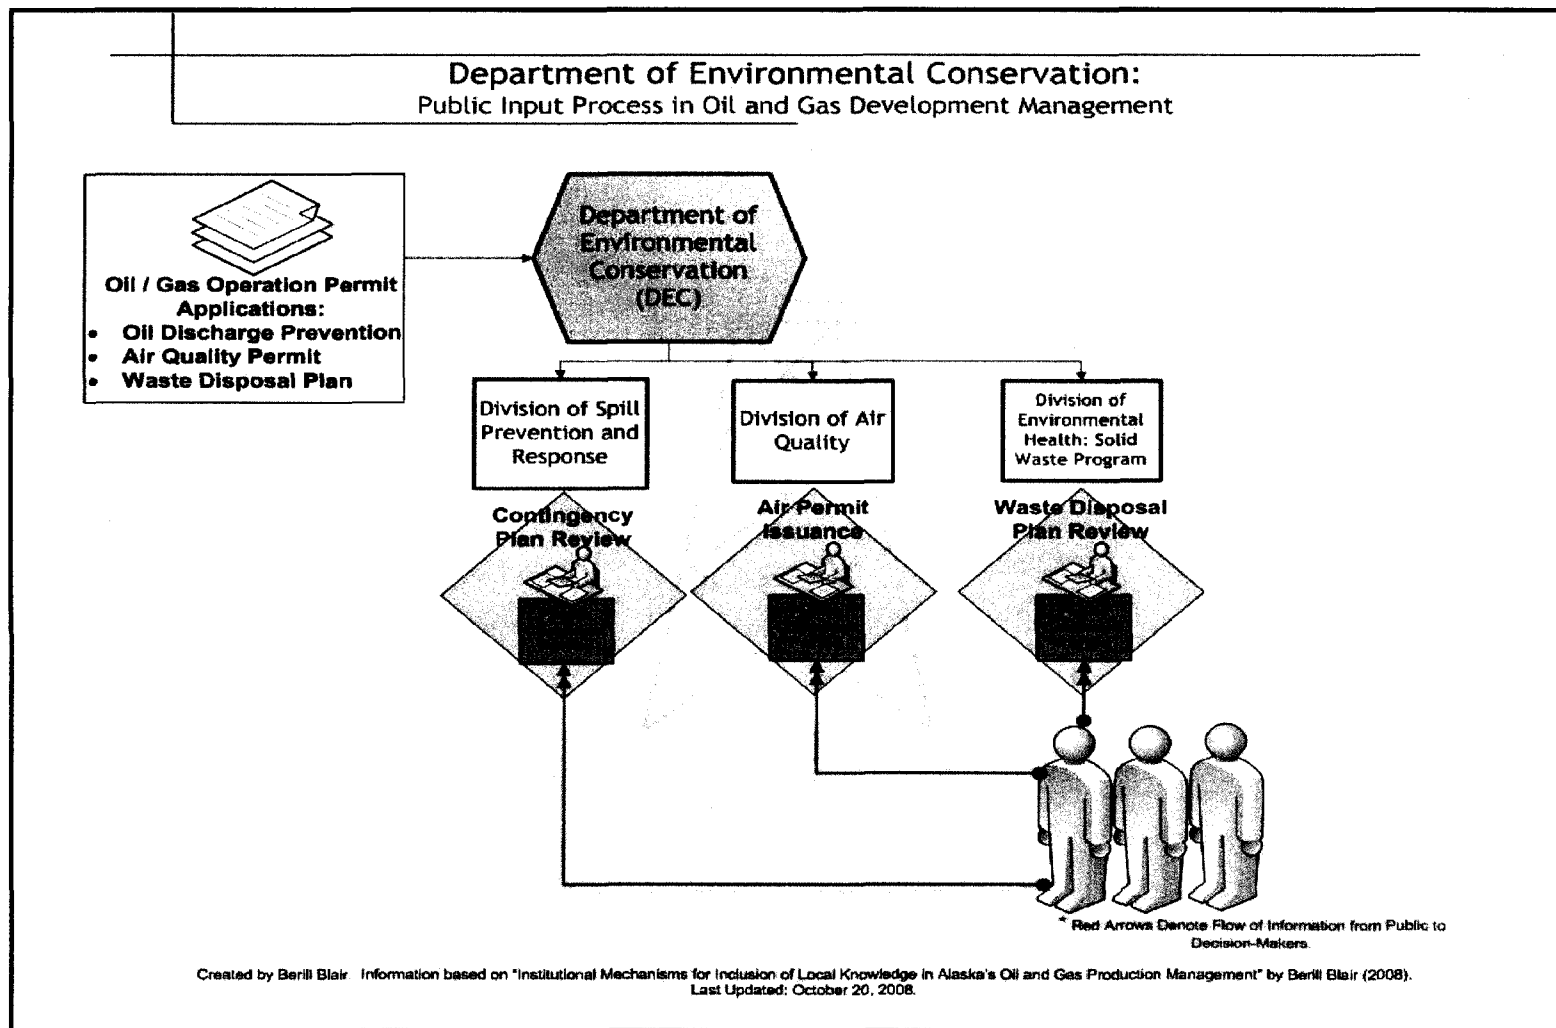 Department of Environmental Conservation:
Public Input Process in Oil and Gas Development Management
Oil / Gas Operation Permit
Applications:
• Oil Discharge Prevention
• Air Quality Permit
• Waste Disposal Plan
Department of
Environmental
Conservation
(DEC)
Division of Spill
Prevention and
Response
Division of Air
Quality
Division of
Environmental
Health: Solid
Waste Program
Contingency
Plan Review
Air Permit
Issuance
Waste Disposal
Plan Review
* Red Arrows Denote Flow of Information from Public to
Decision-Makers.
Created by Berill Blair. Information based on "Institutional Mechanisms for Inclusion of Local Knowledge in Alaska's Oil and Gas Production Management" by Berill Blair (2008).
Last Updated: October 20, 2008.